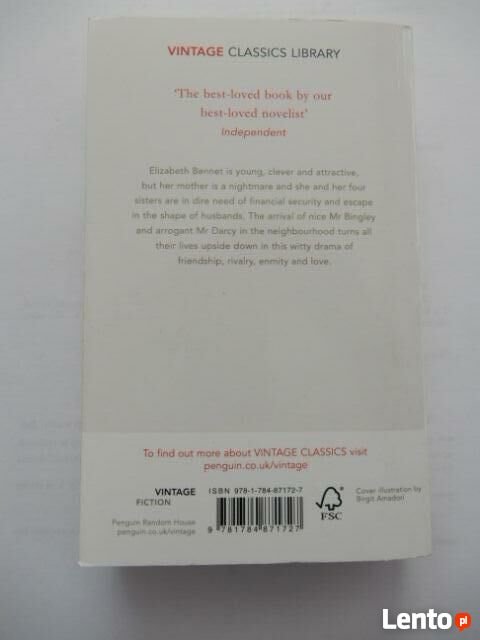 VINTAGE CLASSICS LIBRARY
'The best-loved book by our
best-loved novelist'
Independent
Elizabeth Bennet is young, clever and attractive,
but her mother is a nightmare and she and her four
sisters are in dire need of financial security and escape
in the shape of husbands. The arrival of nice Mr Bingley
and arrogant Mr Darcy in the neighbourhood turns all
their lives upside down in this witty drama of
friendship, rivalry, enmity and love.
To find out more about VINTAGE CLASSICS visit
penguin.co.uk/vintage
VINTAGE
FICTION
Penguin Random House
penguin.co.uk/vintage
ISBN 978-1-784-87172-7
9 781784 871727
FSC
Cover illustration by
Birgit Amadori
Lento.pl